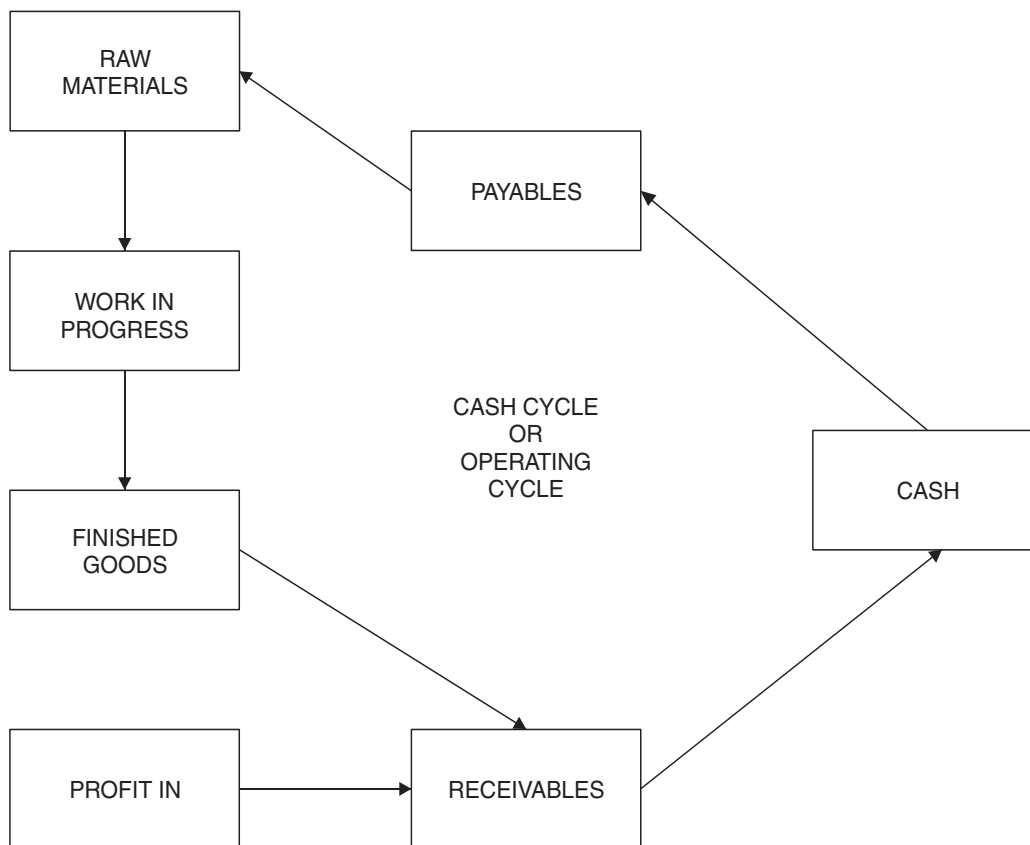 RAW
MATERIALS
PAYABLES
WORK IN
PROGRESS
CASH CYCLE
OR
OPERATING
CYCLE
CASH
FINISHED
GOODS
PROFIT IN
RECEIVABLES